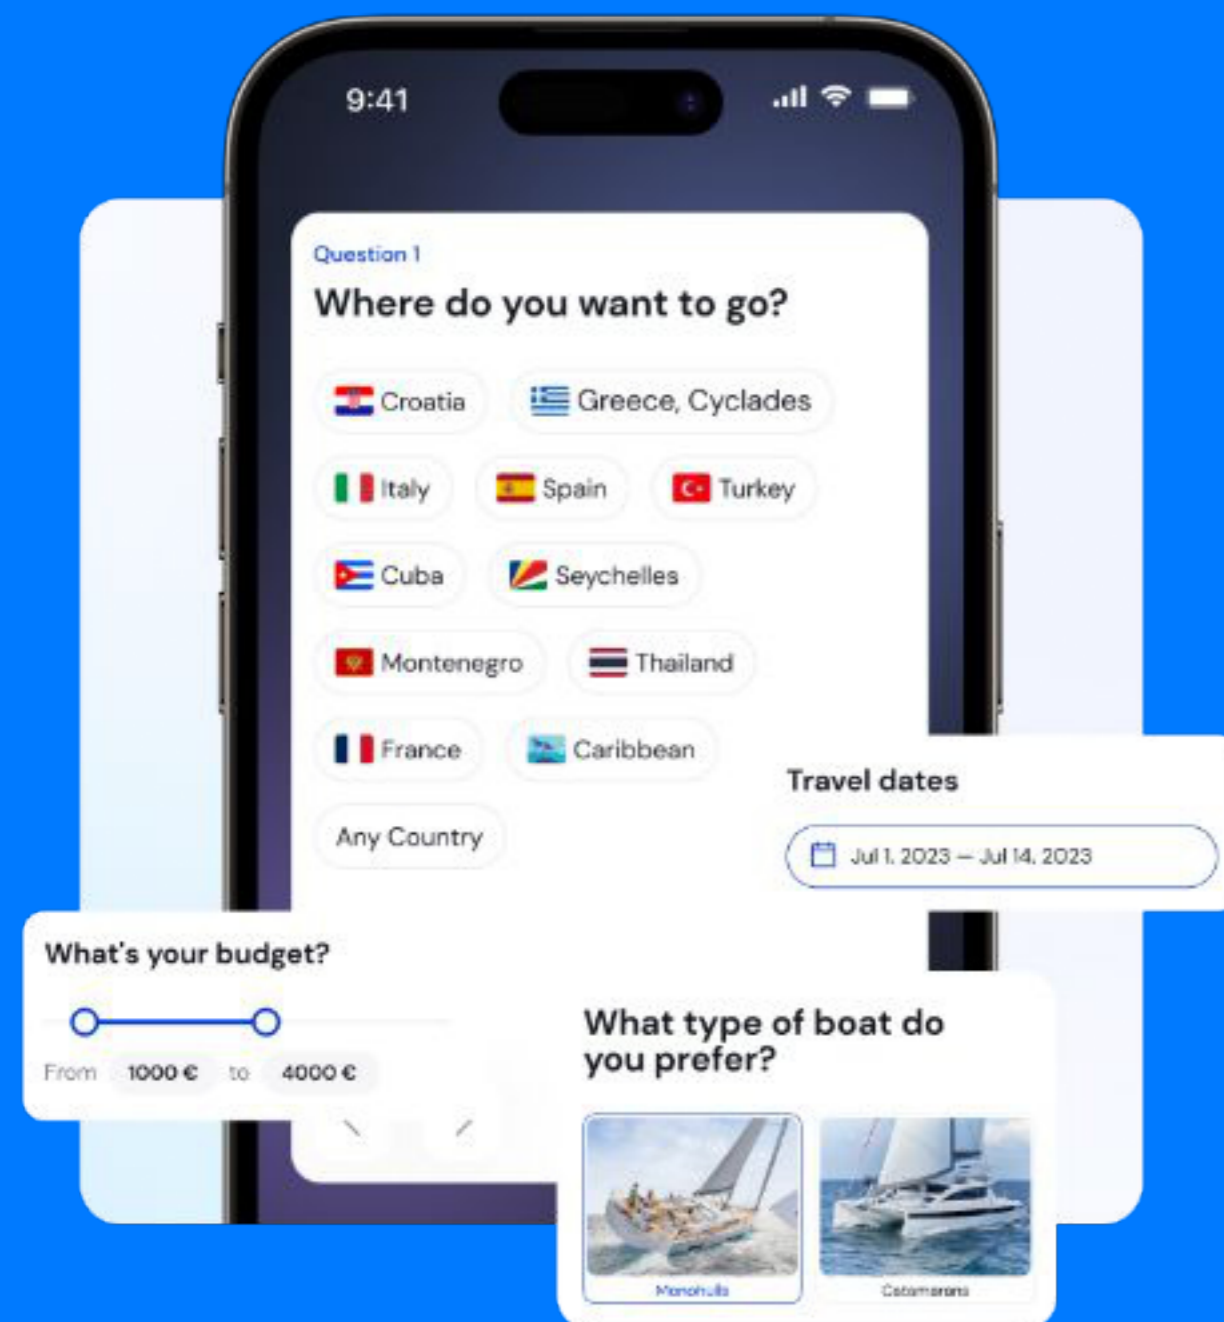 9:41
Question 1
Where do you want to go?
Croatia
Greece, Cyclades
Italy
Spain
Turkey
Cuba
Seychelles
Montenegro
Thailand
France
Caribbean
Any Country
Travel dates
Jul 1, 2023 — Jul 14, 2023
What's your budget?
From 1000 € to 4000 €
What type of boat do
you prefer?
Monohulls
Catamarans